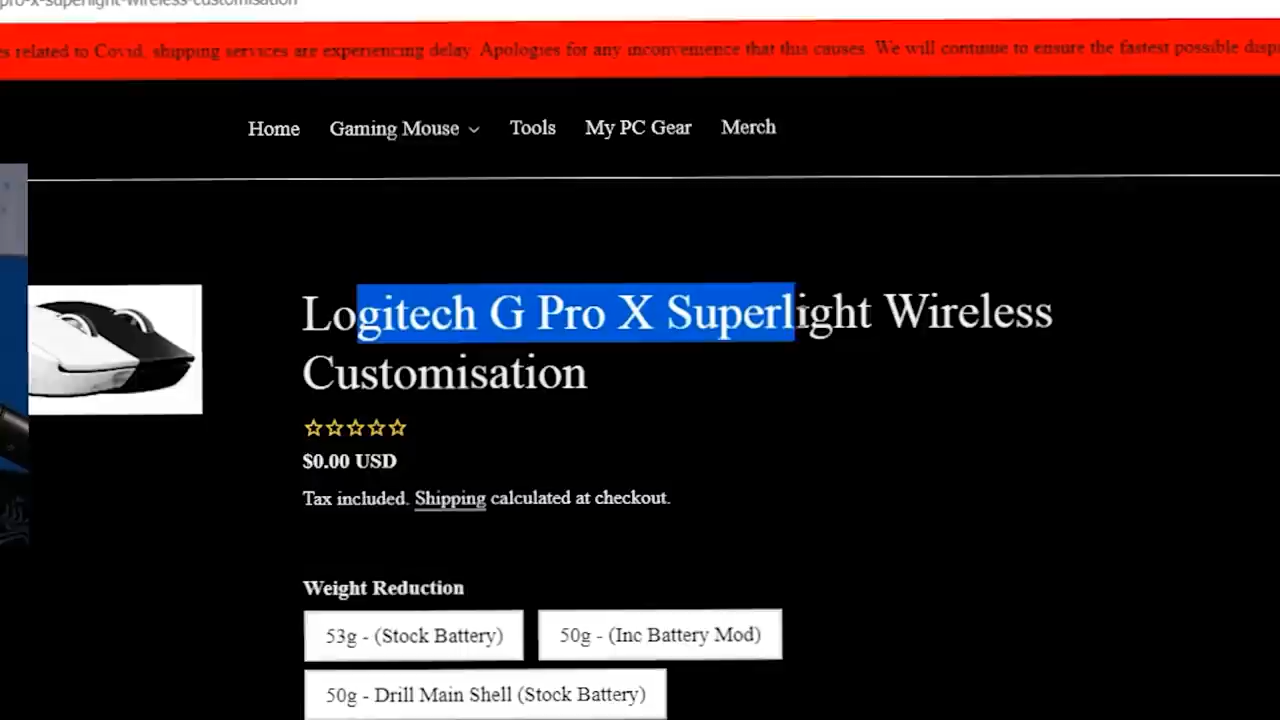 pro-x-superlight-wireless-customisation
es related to Covid, shipping services are experiencing delay. Apologies for any inconvenience that this causes. We will continue to ensure the fastest possible disp
Home Gaming Mouse Tools My PC Gear Merch
Logitech G Pro X Superlight Wireless
Customisation
$0.00 USD
Tax included. Shipping calculated at checkout.
Weight Reduction
53g - (Stock Battery) 50g - (Inc Battery Mod)
50g - Drill Main Shell (Stock Battery)